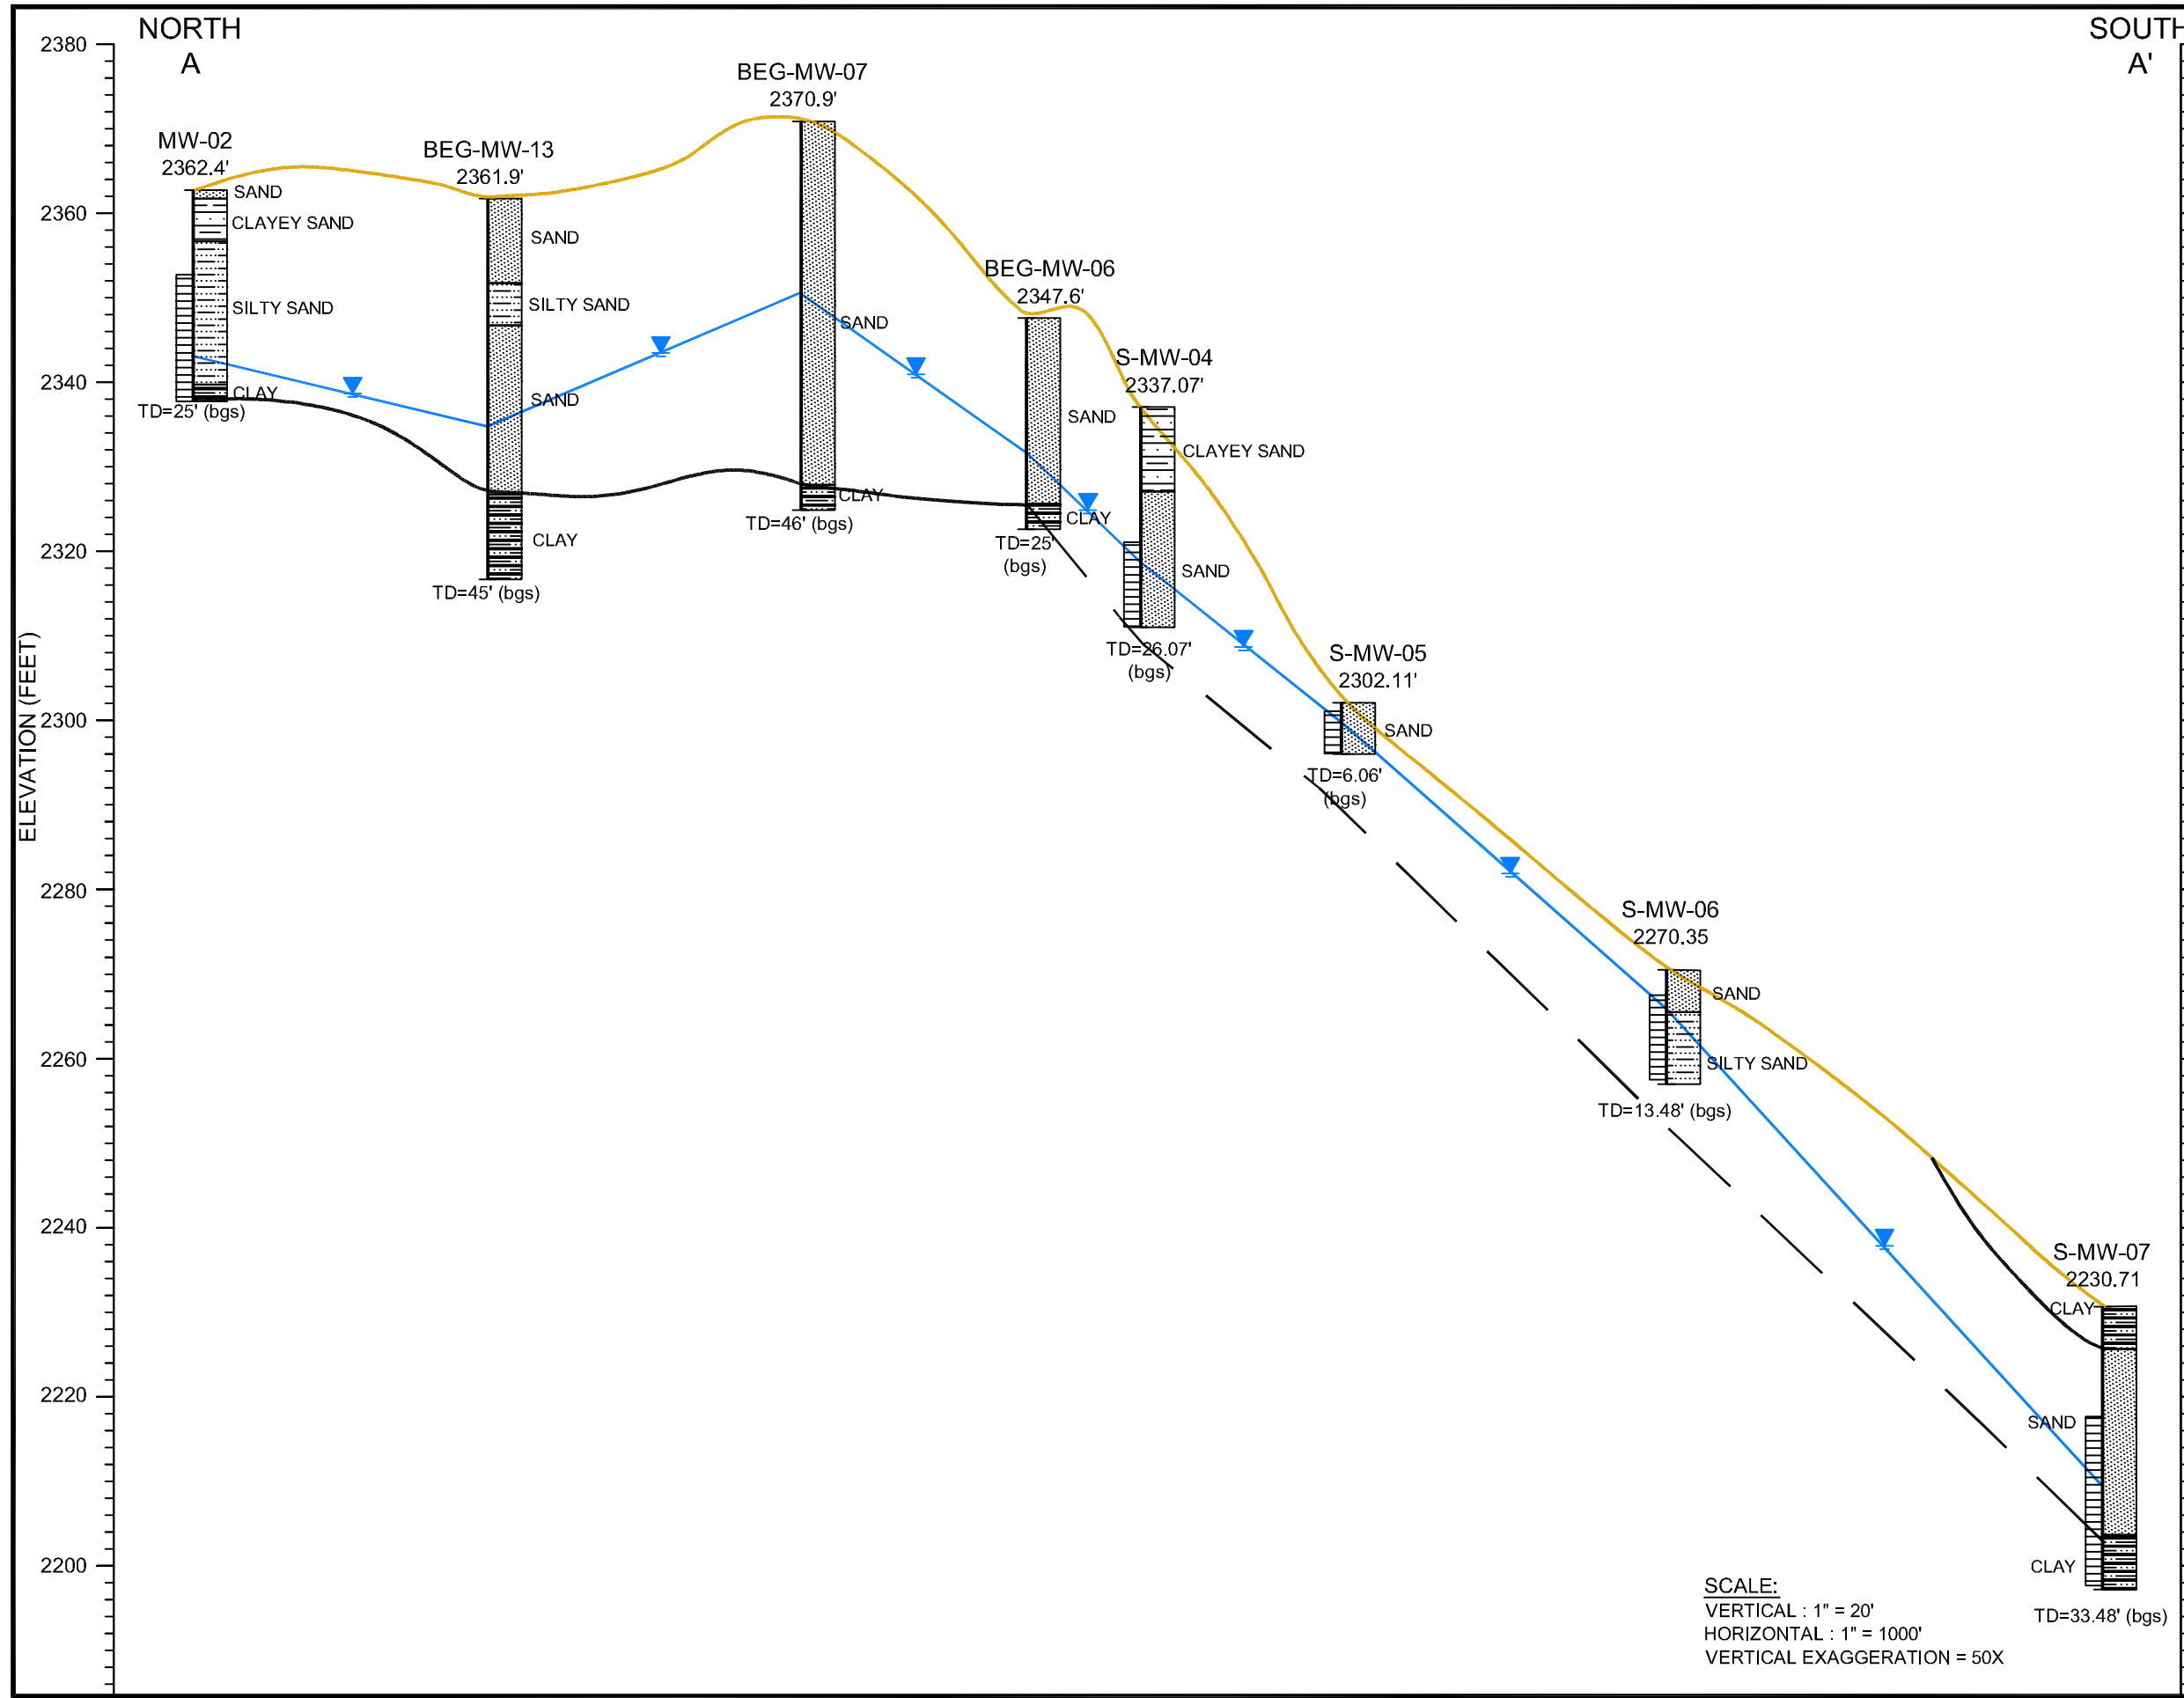 NORTH
A
SOUTH
A'
ELEVATION (FEET)
2380
2360
2340
2320
2300
2280
2260
2240
2220
2200
MW-02
2362.4'
SAND
CLAYEY SAND
SILTY SAND
CLAY
TD=25' (bgs)
BEG-MW-13
2361.9'
SAND
SILTY SAND
SAND
CLAY
TD=45' (bgs)
BEG-MW-07
2370.9'
SAND
CLAY
TD=46' (bgs)
BEG-MW-06
2347.6'
SAND
CLAY
TD=25'
(bgs)
S-MW-04
2337.07'
CLAYEY SAND
SAND
TD=26.07'
(bgs)
S-MW-05
2302.11'
SAND
TD=6.06'
(bgs)
S-MW-06
2270.35
SAND
SILTY SAND
TD=13.48' (bgs)
S-MW-07
2230.71
CLAY
SAND
CLAY
TD=33.48' (bgs)
SCALE:
VERTICAL : 1" = 20'
HORIZONTAL : 1" = 1000'
VERTICAL EXAGGERATION = 50X